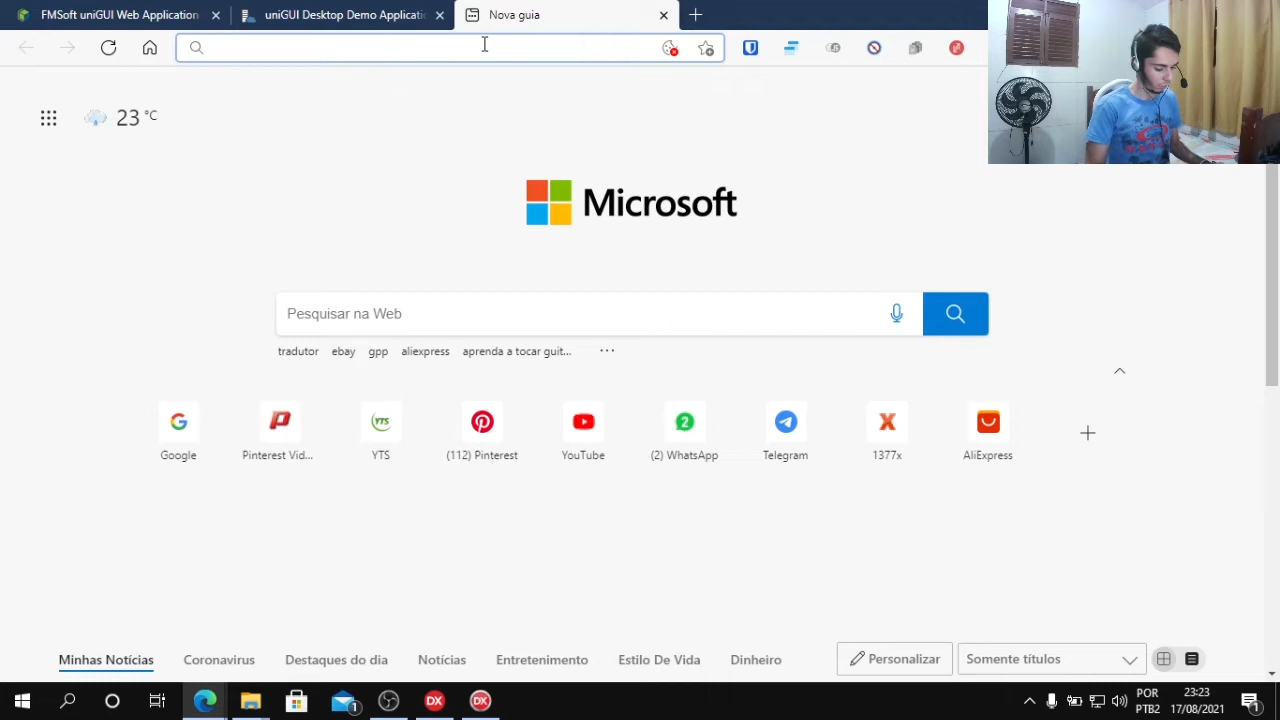 FMSoft uniGUI Web Application
uniGUI Desktop Demo Applicati
Nova guia
23 °C
Microsoft
Pesquisar na Web
tradutor ebay gpp aliexpress aprenda a tocar guit... ...
Google Pinterest Vid... YTS (112) Pinterest YouTube (2) WhatsApp Telegram 1377x AliExpress
Minhas Notícias Coronavirus Destaques do dia Notícias Entretenimento Estilo De Vida Dinheiro Personalizar Somente títulos
POR 23:23
PTB2 17/08/2021